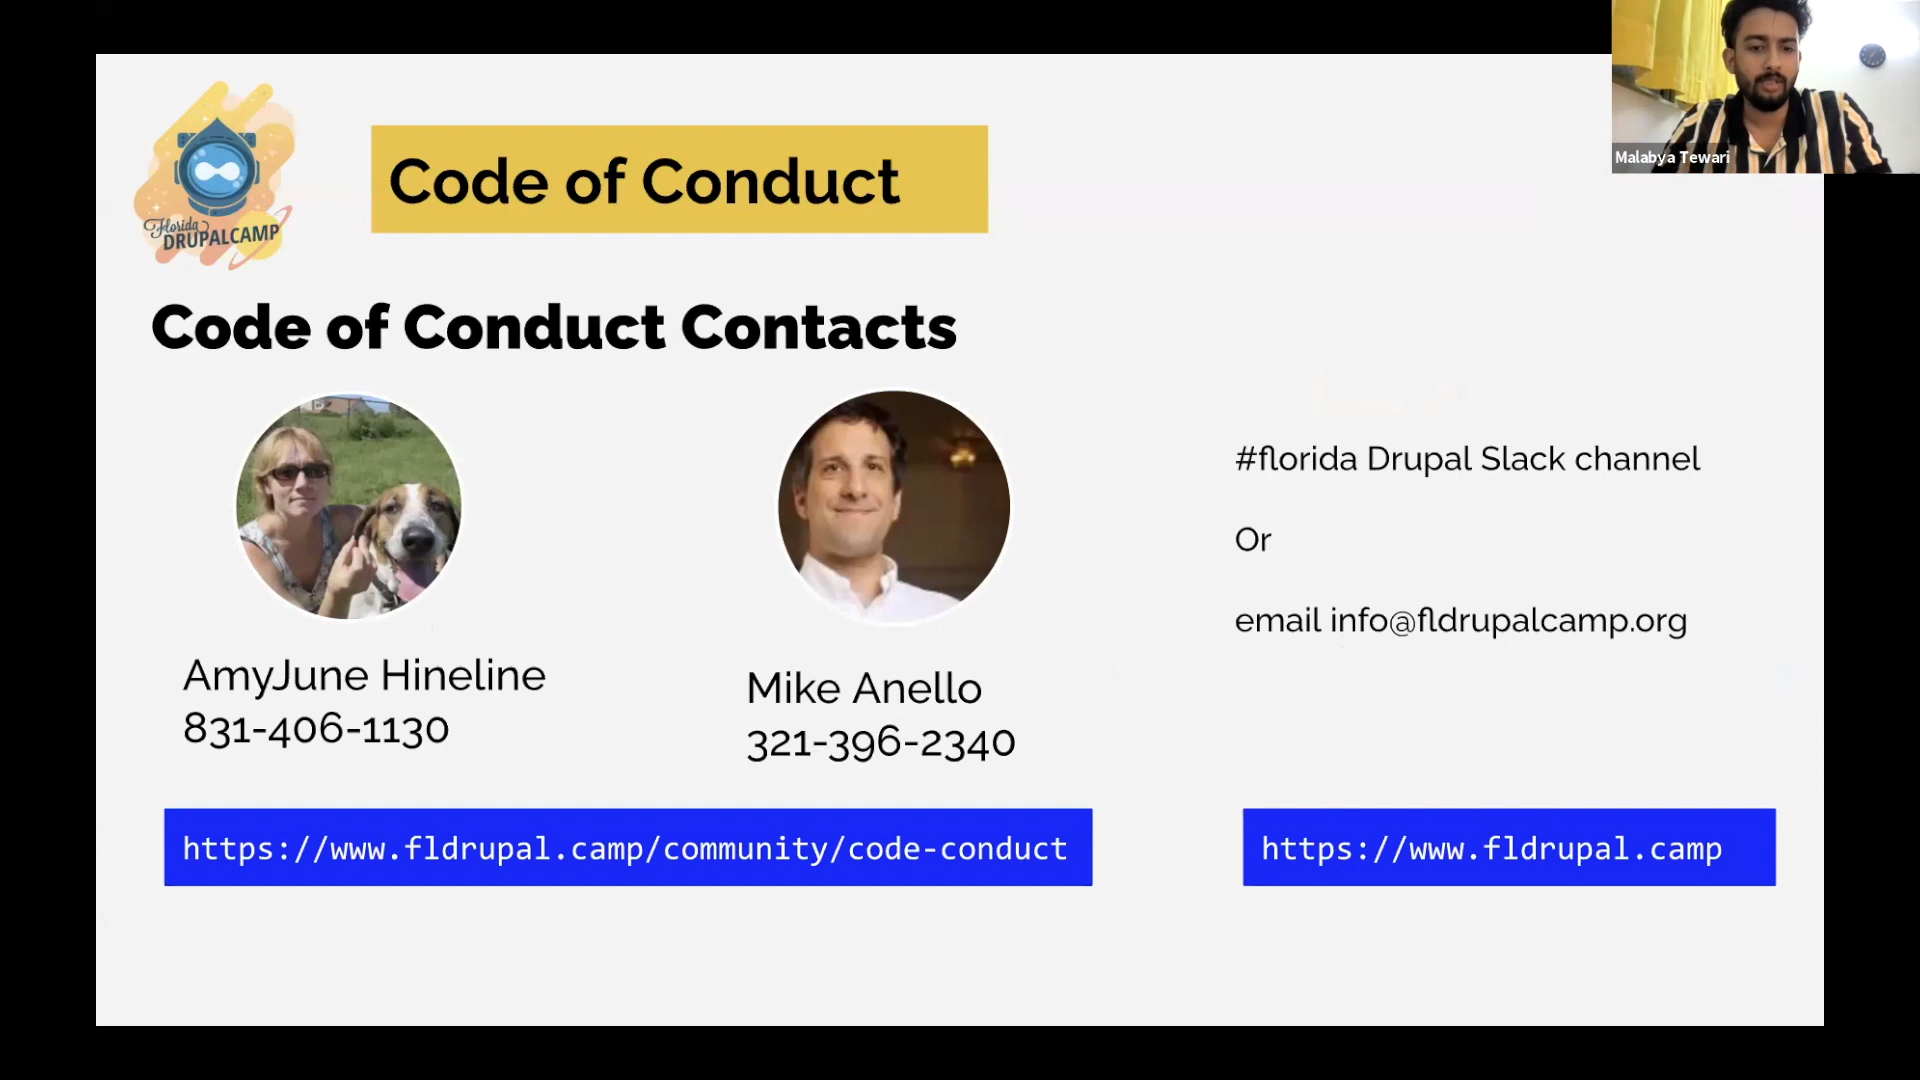 Malabya Tewari
Florida
DRUPALCAMP
Code of Conduct
Code of Conduct Contacts
AmyJune Hineline
831-406-1130
Mike Anello
321-396-2340
#florida Drupal Slack channel
Or
email info@fldrupalcamp.org
https://www.fldrupal.camp/community/code-conduct
https://www.fldrupal.camp